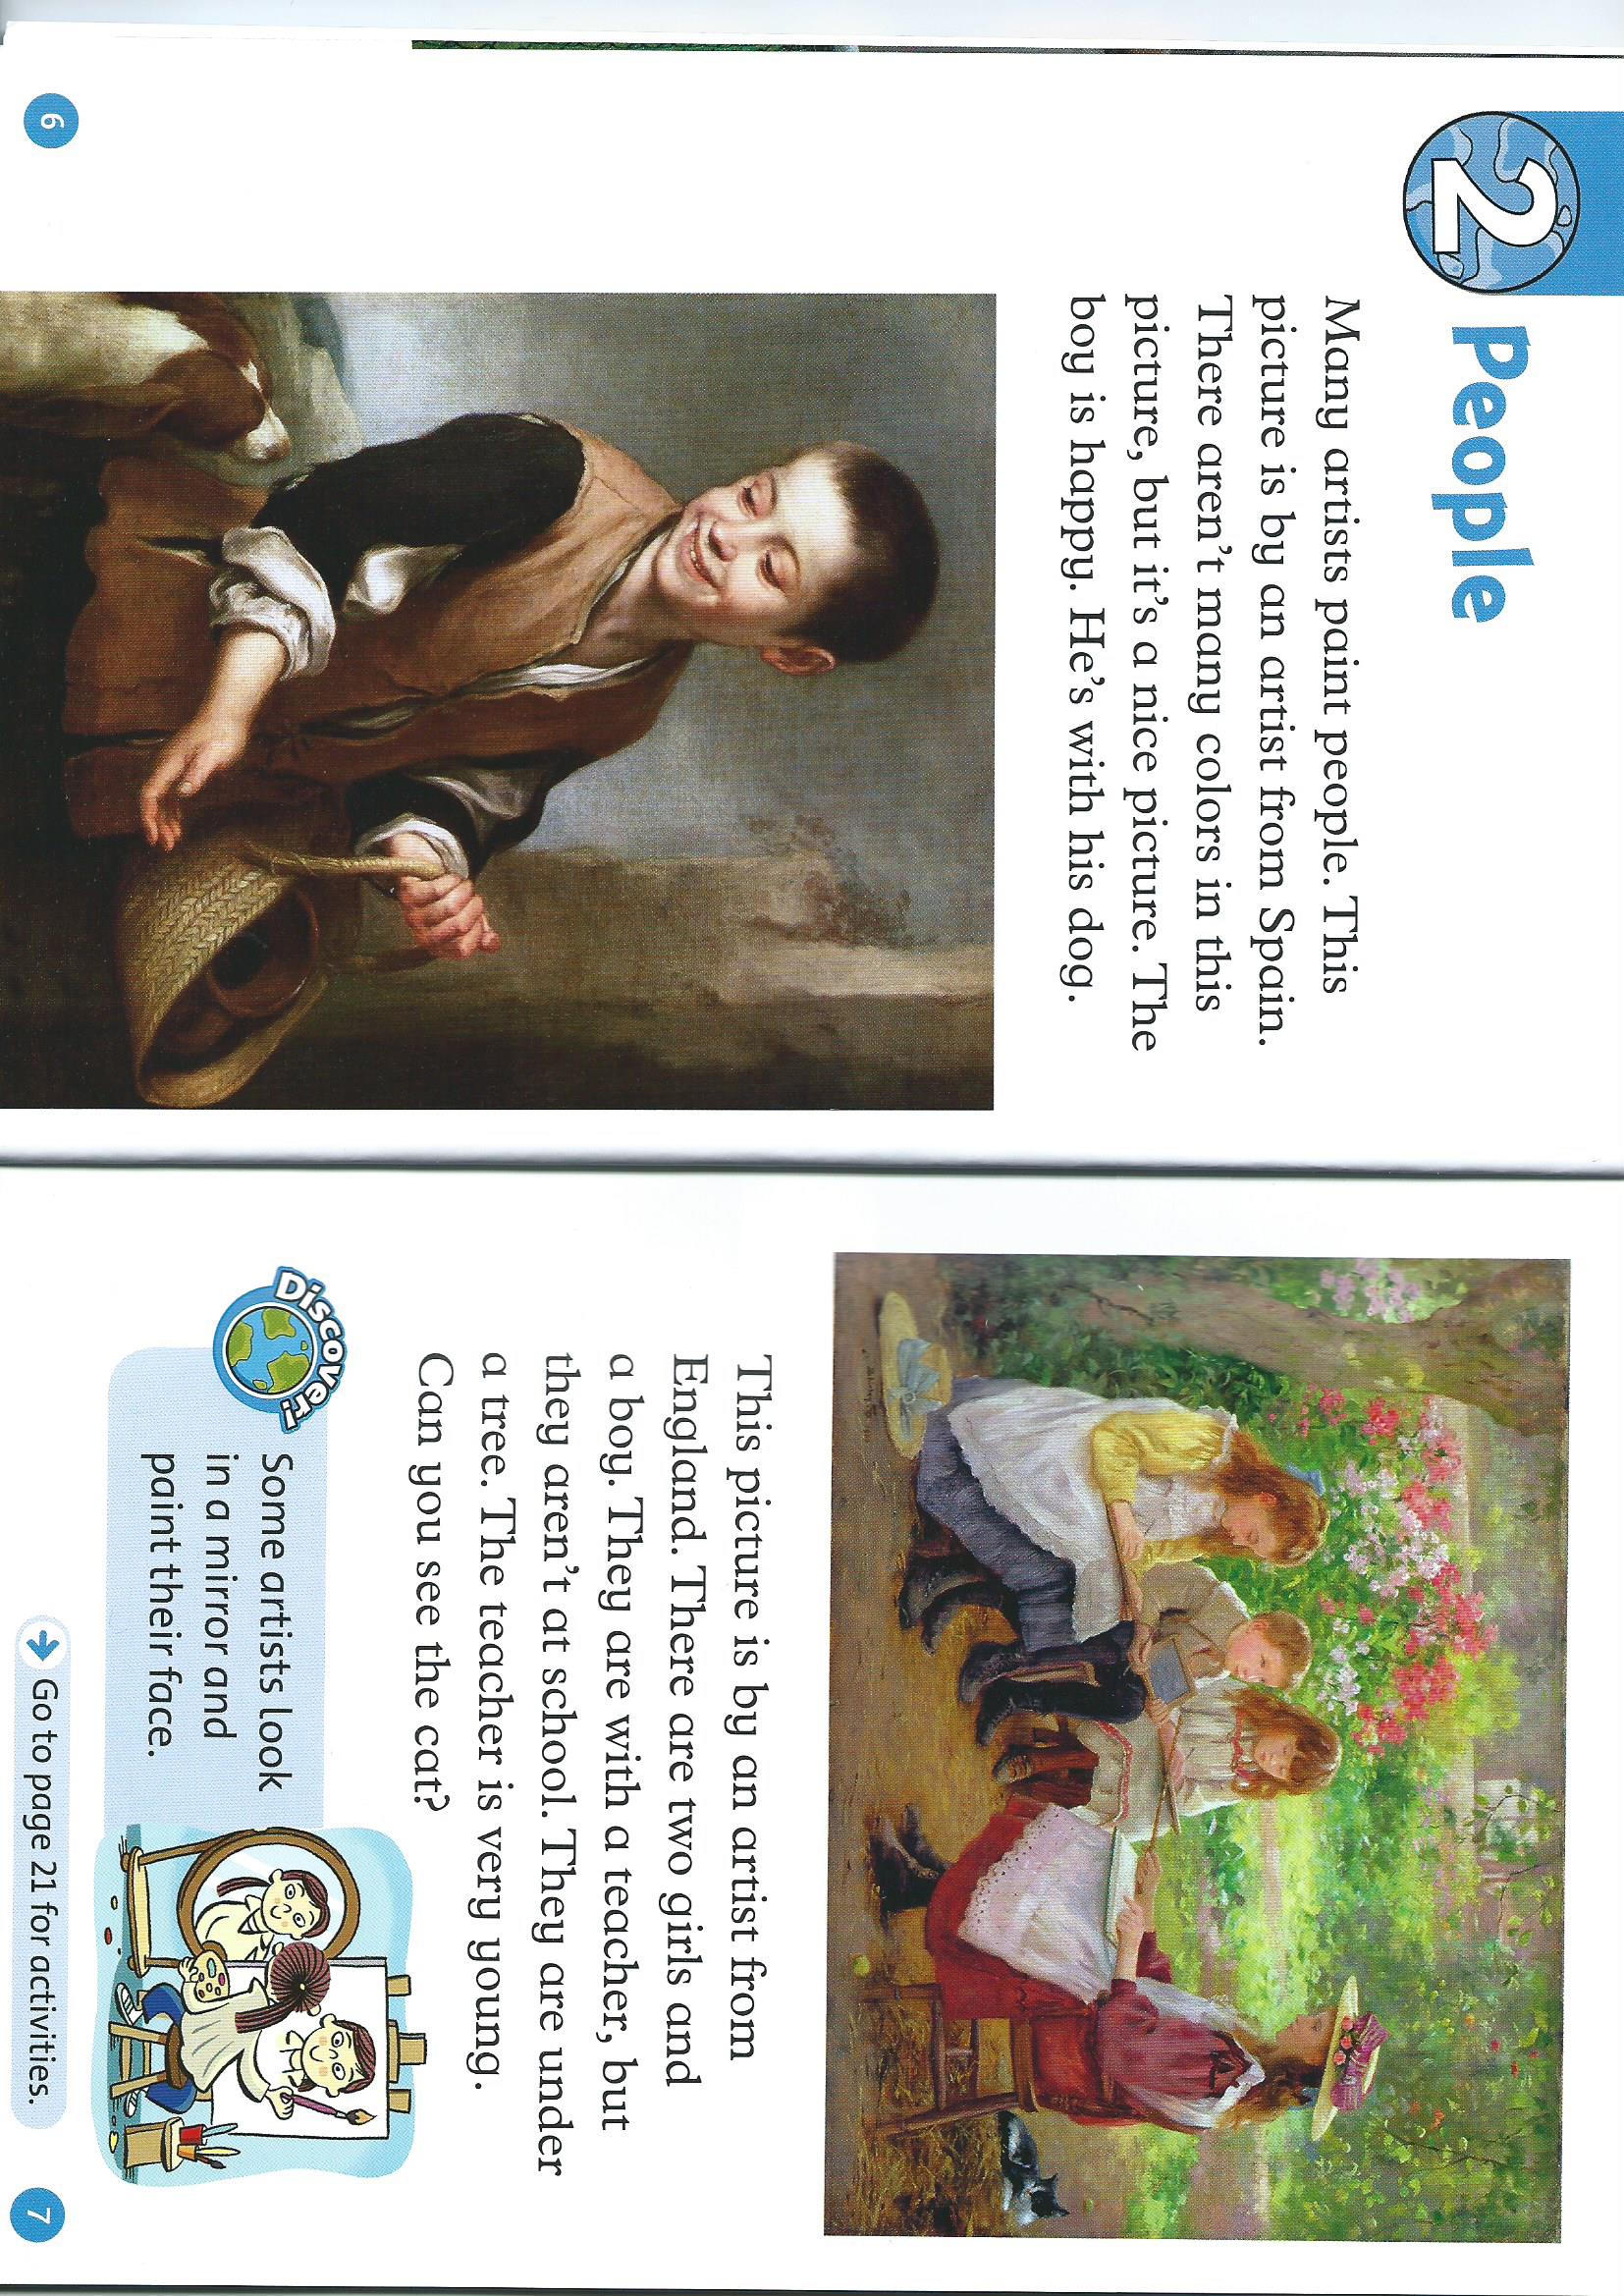 2 People
Many artists paint people. This
picture is by an artist from Spain.
There aren't many colors in this
picture, but it's a nice picture. The
boy is happy. He's with his dog.
6
This picture is by an artist from
England. There are two girls and
a boy. They are with a teacher, but
they aren't at school. They are under
a tree. The teacher is very young.
Can you see the cat?
Discover!
Some artists look
in a mirror and
paint their face.
→ Go to page 21 for activities.
7